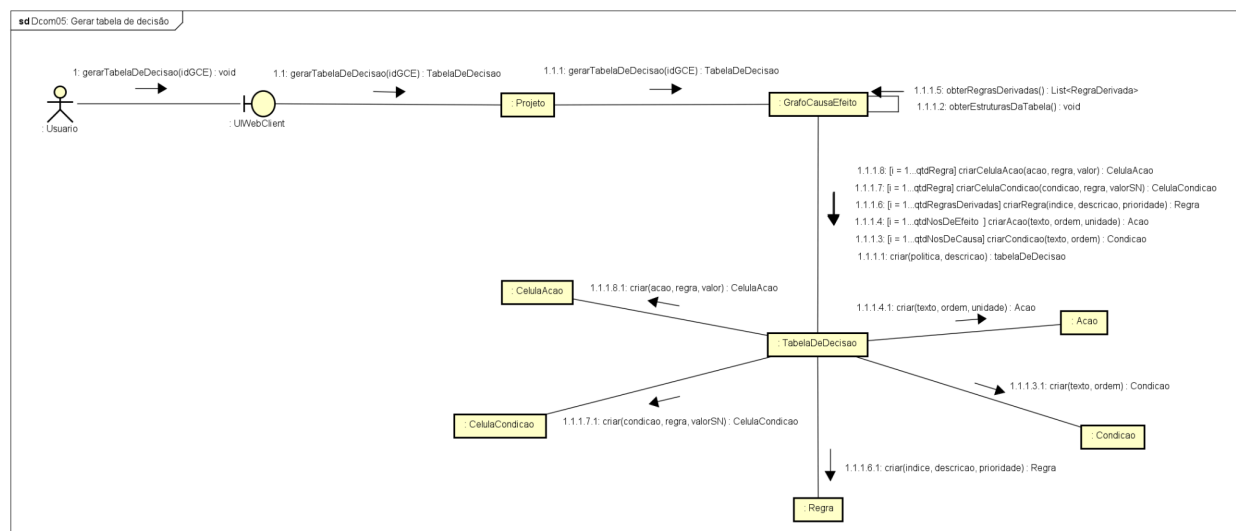 sd Dcom05: Gerar tabela de decisão
1: gerarTabelaDeDecisao(idGCE) : void
1.1: gerarTabelaDeDecisao(idGCE) : TabelaDeDecisao
1.1.1: gerarTabelaDeDecisao(idGCE) : TabelaDeDecisao
: Usuario
: UIWebClient
: Projeto
: GrafoCausaEfeito
1.1.1.5: obterRegrasDerivadas() : List<RegraDerivada>
1.1.1.2: obterEstruturasDaTabela() : void
1.1.1.8: [i = 1...qtdRegra] criarCelulaAcao(acao, regra, valor) : CelulaAcao
1.1.1.7: [i = 1...qtdRegra] criarCelulaCondicao(condicao, regra, valorSN) : CelulaCondicao
1.1.1.6: [i = 1...qtdRegrasDerivadas] criarRegra(indice, descricao, prioridade) : Regra
1.1.1.4: [i = 1...qtdNosDeEfeito ] criarAcao(texto, ordem, unidade) : Acao
1.1.1.3: [i = 1...qtdNosDeCausa] criarCondicao(texto, ordem) : Condicao
1.1.1.1: criar(politica, descricao) : tabelaDeDecisao
: CelulaAcao
1.1.1.8.1: criar(acao, regra, valor) : CelulaAcao
1.1.1.4.1: criar(texto, ordem, unidade) : Acao
: Acao
: TabelaDeDecisao
1.1.1.3.1: criar(texto, ordem) : Condicao
: CelulaCondicao
1.1.1.7.1: criar(condicao, regra, valorSN) : CelulaCondicao
: Condicao
1.1.1.6.1: criar(indice, descricao, prioridade) : Regra
: Regra